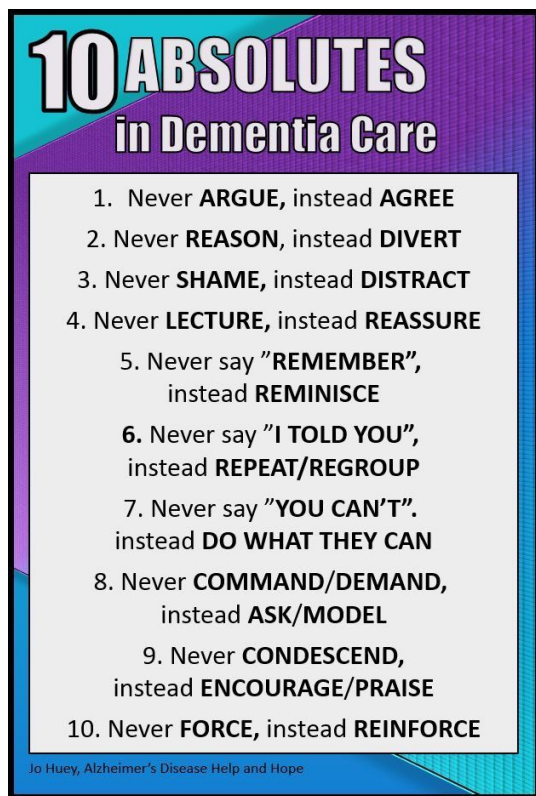 10 ABSOLUTES
in Dementia Care
1. Never ARGUE, instead AGREE
2. Never REASON, instead DIVERT
3. Never SHAME, instead DISTRACT
4. Never LECTURE, instead REASSURE
5. Never say ”REMEMBER”,
instead REMINISCE
6. Never say ”I TOLD YOU”,
instead REPEAT/REGROUP
7. Never say ”YOU CAN’T”.
instead DO WHAT THEY CAN
8. Never COMMAND/DEMAND,
instead ASK/MODEL
9. Never CONDESCEND,
instead ENCOURAGE/PRAISE
10. Never FORCE, instead REINFORCE
Jo Huey, Alzheimer’s Disease Help and Hope